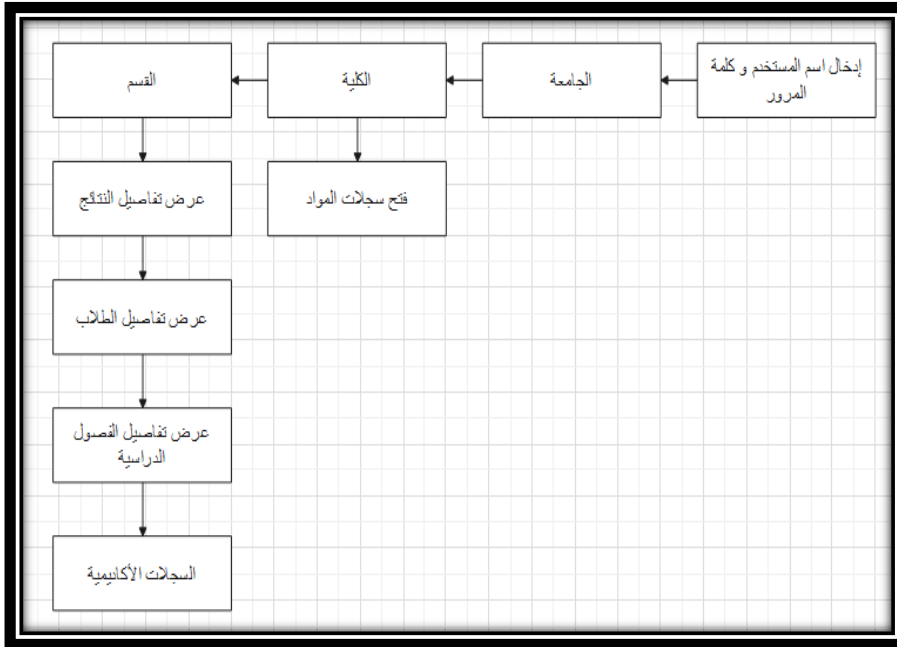 إدخال اسم المستخدم و كلمة
المرور
الجامعة
الكلية
القسم
فتح سجلات المواد
عرض تفاصيل النتائج
عرض تفاصيل الطلاب
عرض تفاصيل الفصول
الدراسية
السجلات الأكاديمية